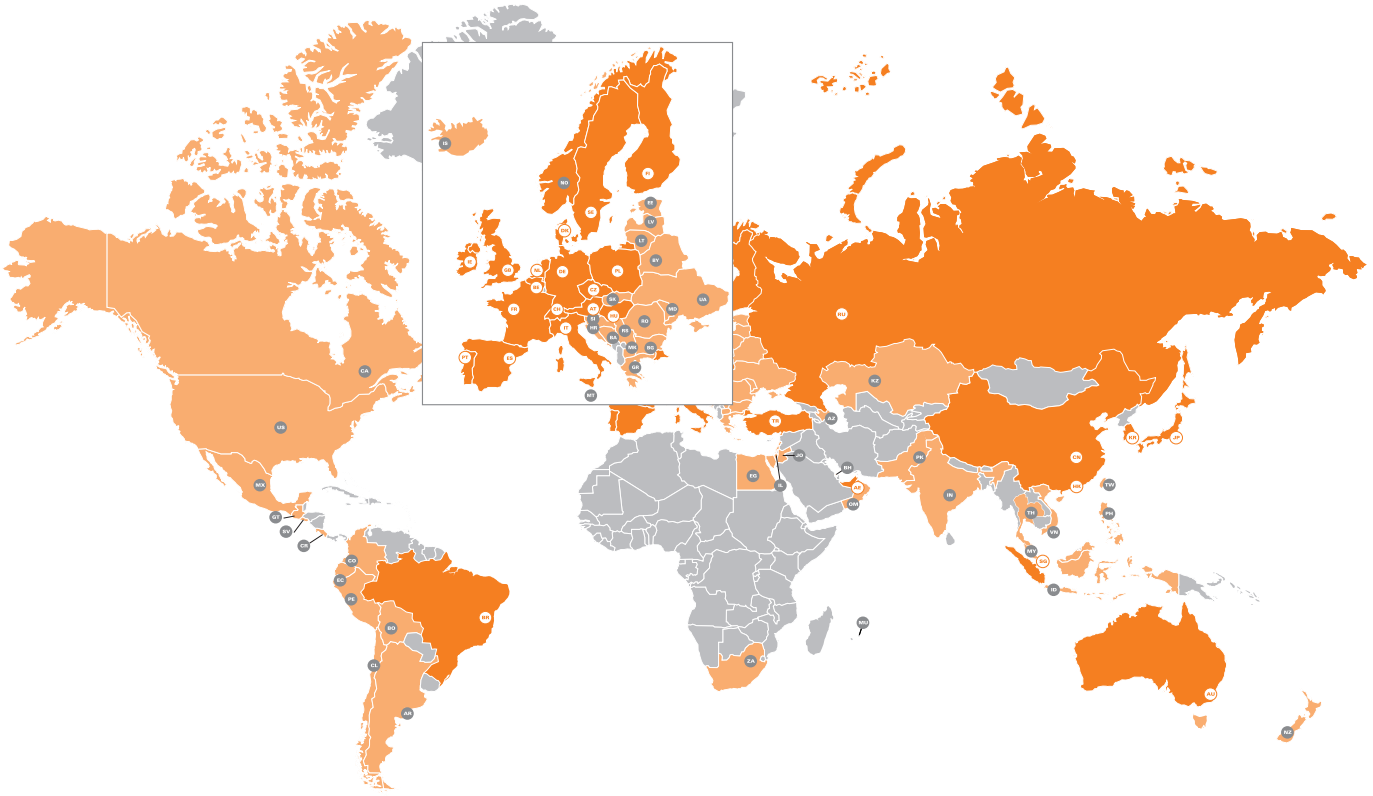 IS
NO
FI
SE
EE
LV
DK
LT
BY
IE
GB
NL
DE
PL
BE
CZ
SK
UA
FR
CH
AT
HU
MD
SI
RO
IT
HR
RS
BA
MK
BG
PT
ES
GR
MT
CA
US
MX
GT
SV
CR
CO
EC
PE
BO
BR
CL
AR
RU
KZ
AZ
TR
KR
JP
JO
PK
CN
BH
EG
IL
AE
HK
TW
IN
OM
TH
PH
VN
MY
SG
ID
MU
ZA
AU
NZ